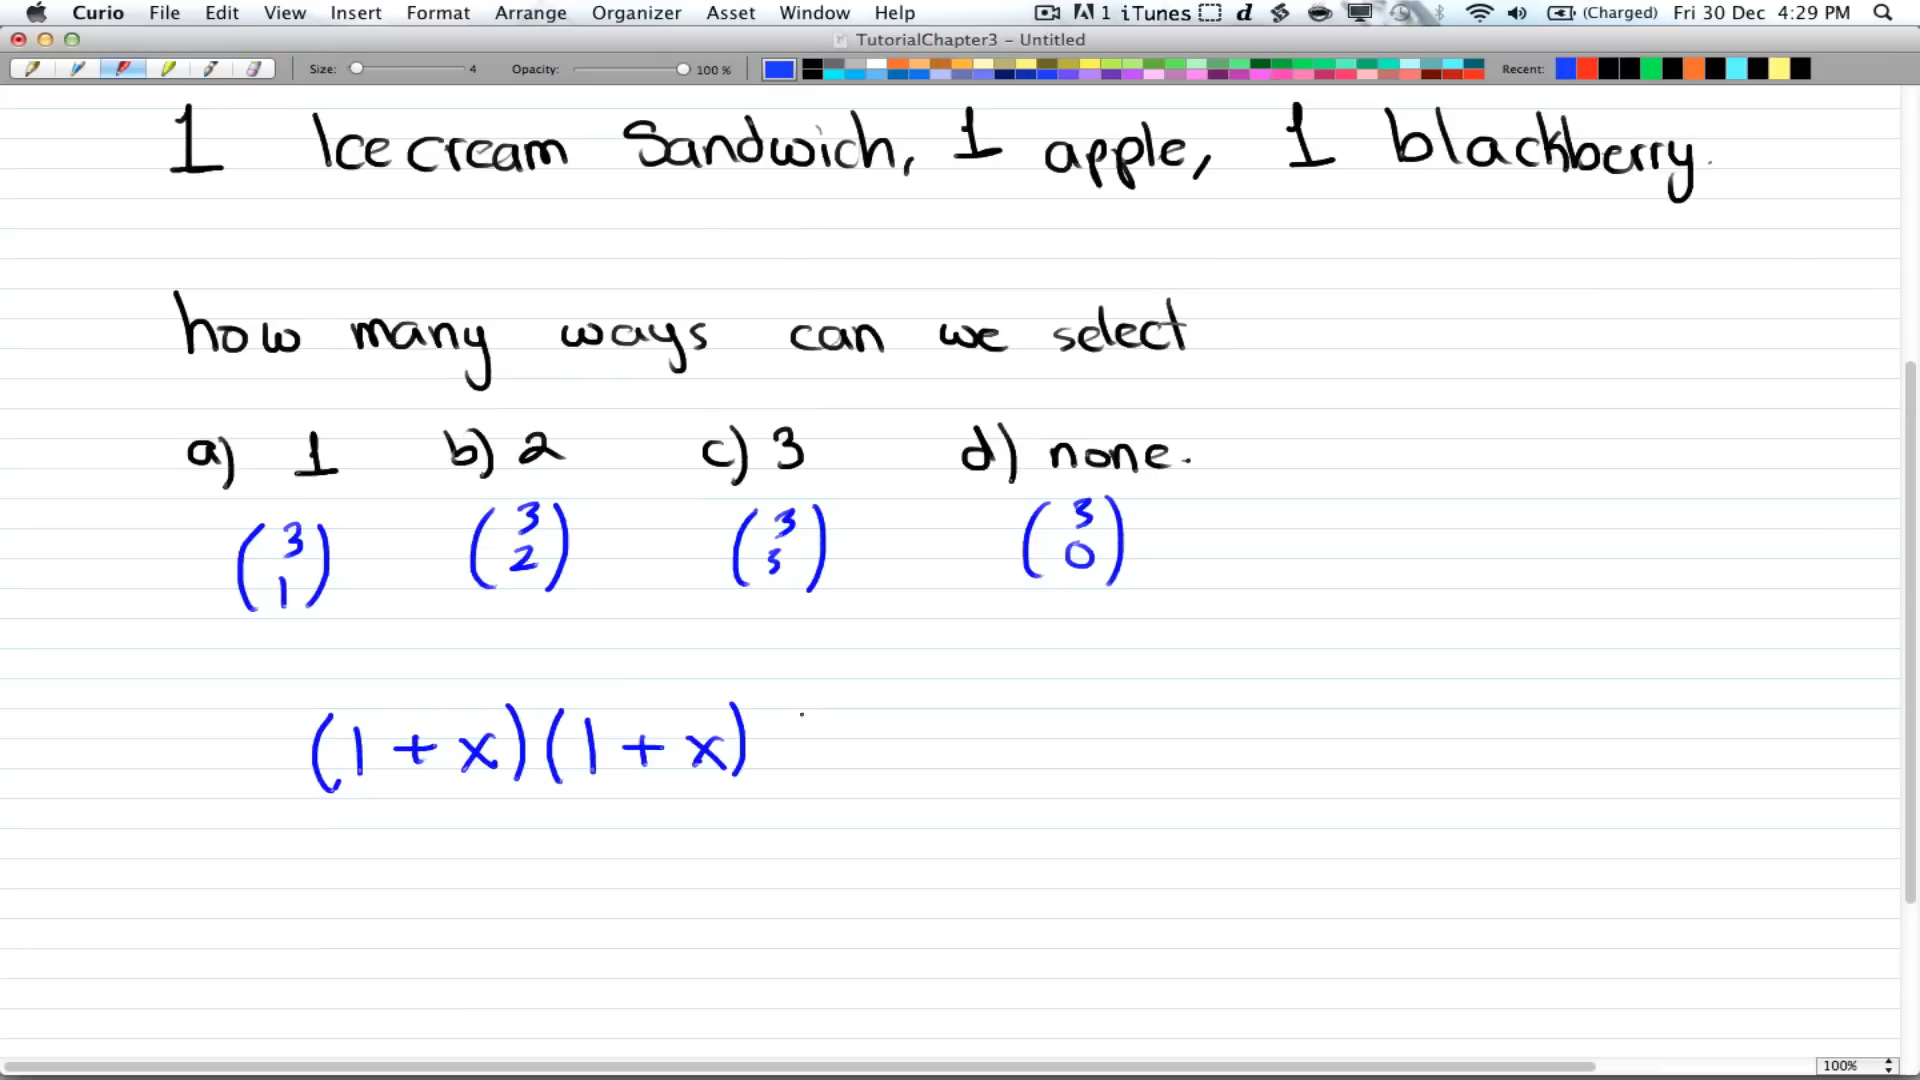 Curio File Edit View Insert Format Arrange Organizer Asset Window Help 1 iTunes d (Charged) Fri 30 Dec 4:29 PM
TutorialChapter3 - Untitled
Size: 4 Opacity: 100 % Recent:
1 Ice cream Sandwich, 1 apple, 1 blackberry.
how many ways can we select
a) 1 b) 2 c) 3 d) none.
(3 1) (3 2) (3 3) (3 0)
(1 + x)(1 + x)
100%